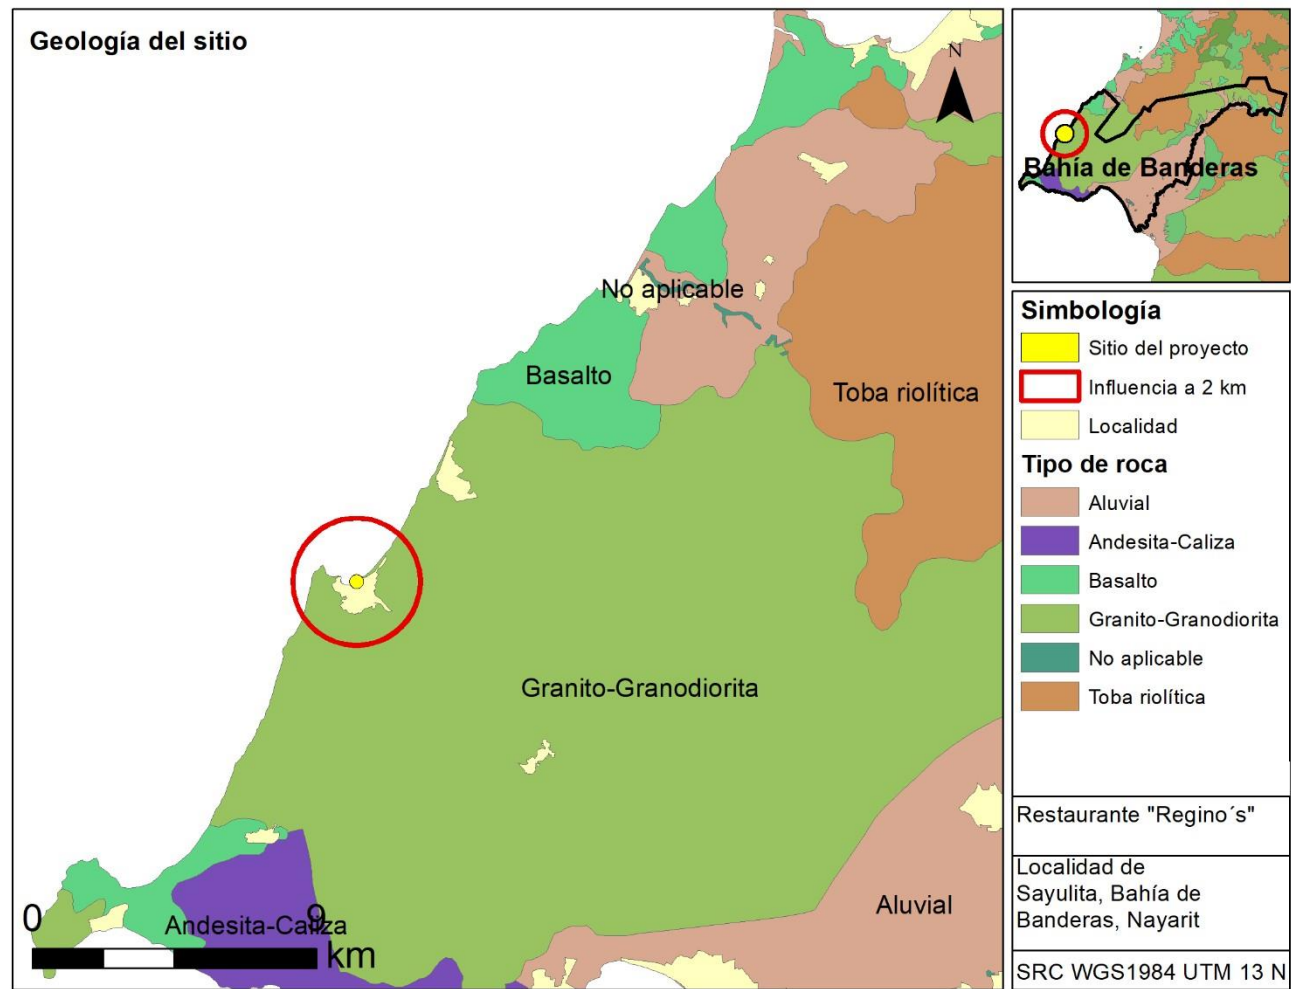 Geología del sitio
N
No aplicable
Basalto
Toba riolítica
Granito-Granodiorita
Aluvial
Andesita-Caliza
0 9
km
Bahía de Banderas
Simbología
Sitio del proyecto
Influencia a 2 km
Localidad
Tipo de roca
Aluvial
Andesita-Caliza
Basalto
Granito-Granodiorita
No aplicable
Toba riolítica
Restaurante "Regino´s"
Localidad de
Sayulita, Bahía de
Banderas, Nayarit
SRC WGS1984 UTM 13 N